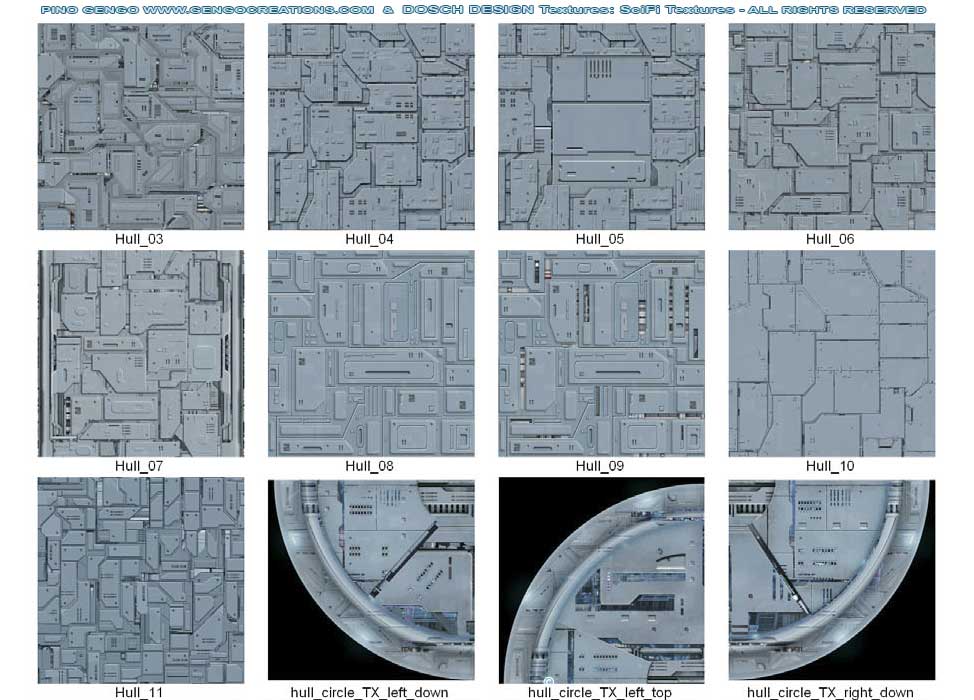 PINO GENGO WWW.GENGOCREATIONS.COM & DOSCH DESIGN Textures: SciFi Textures - ALL RIGHTS RESERVED
Hull_03 Hull_04 Hull_05 Hull_06
Hull_07 Hull_08 Hull_09 Hull_10
Hull_11 hull_circle_TX_left_down hull_circle_TX_left_top hull_circle_TX_right_down